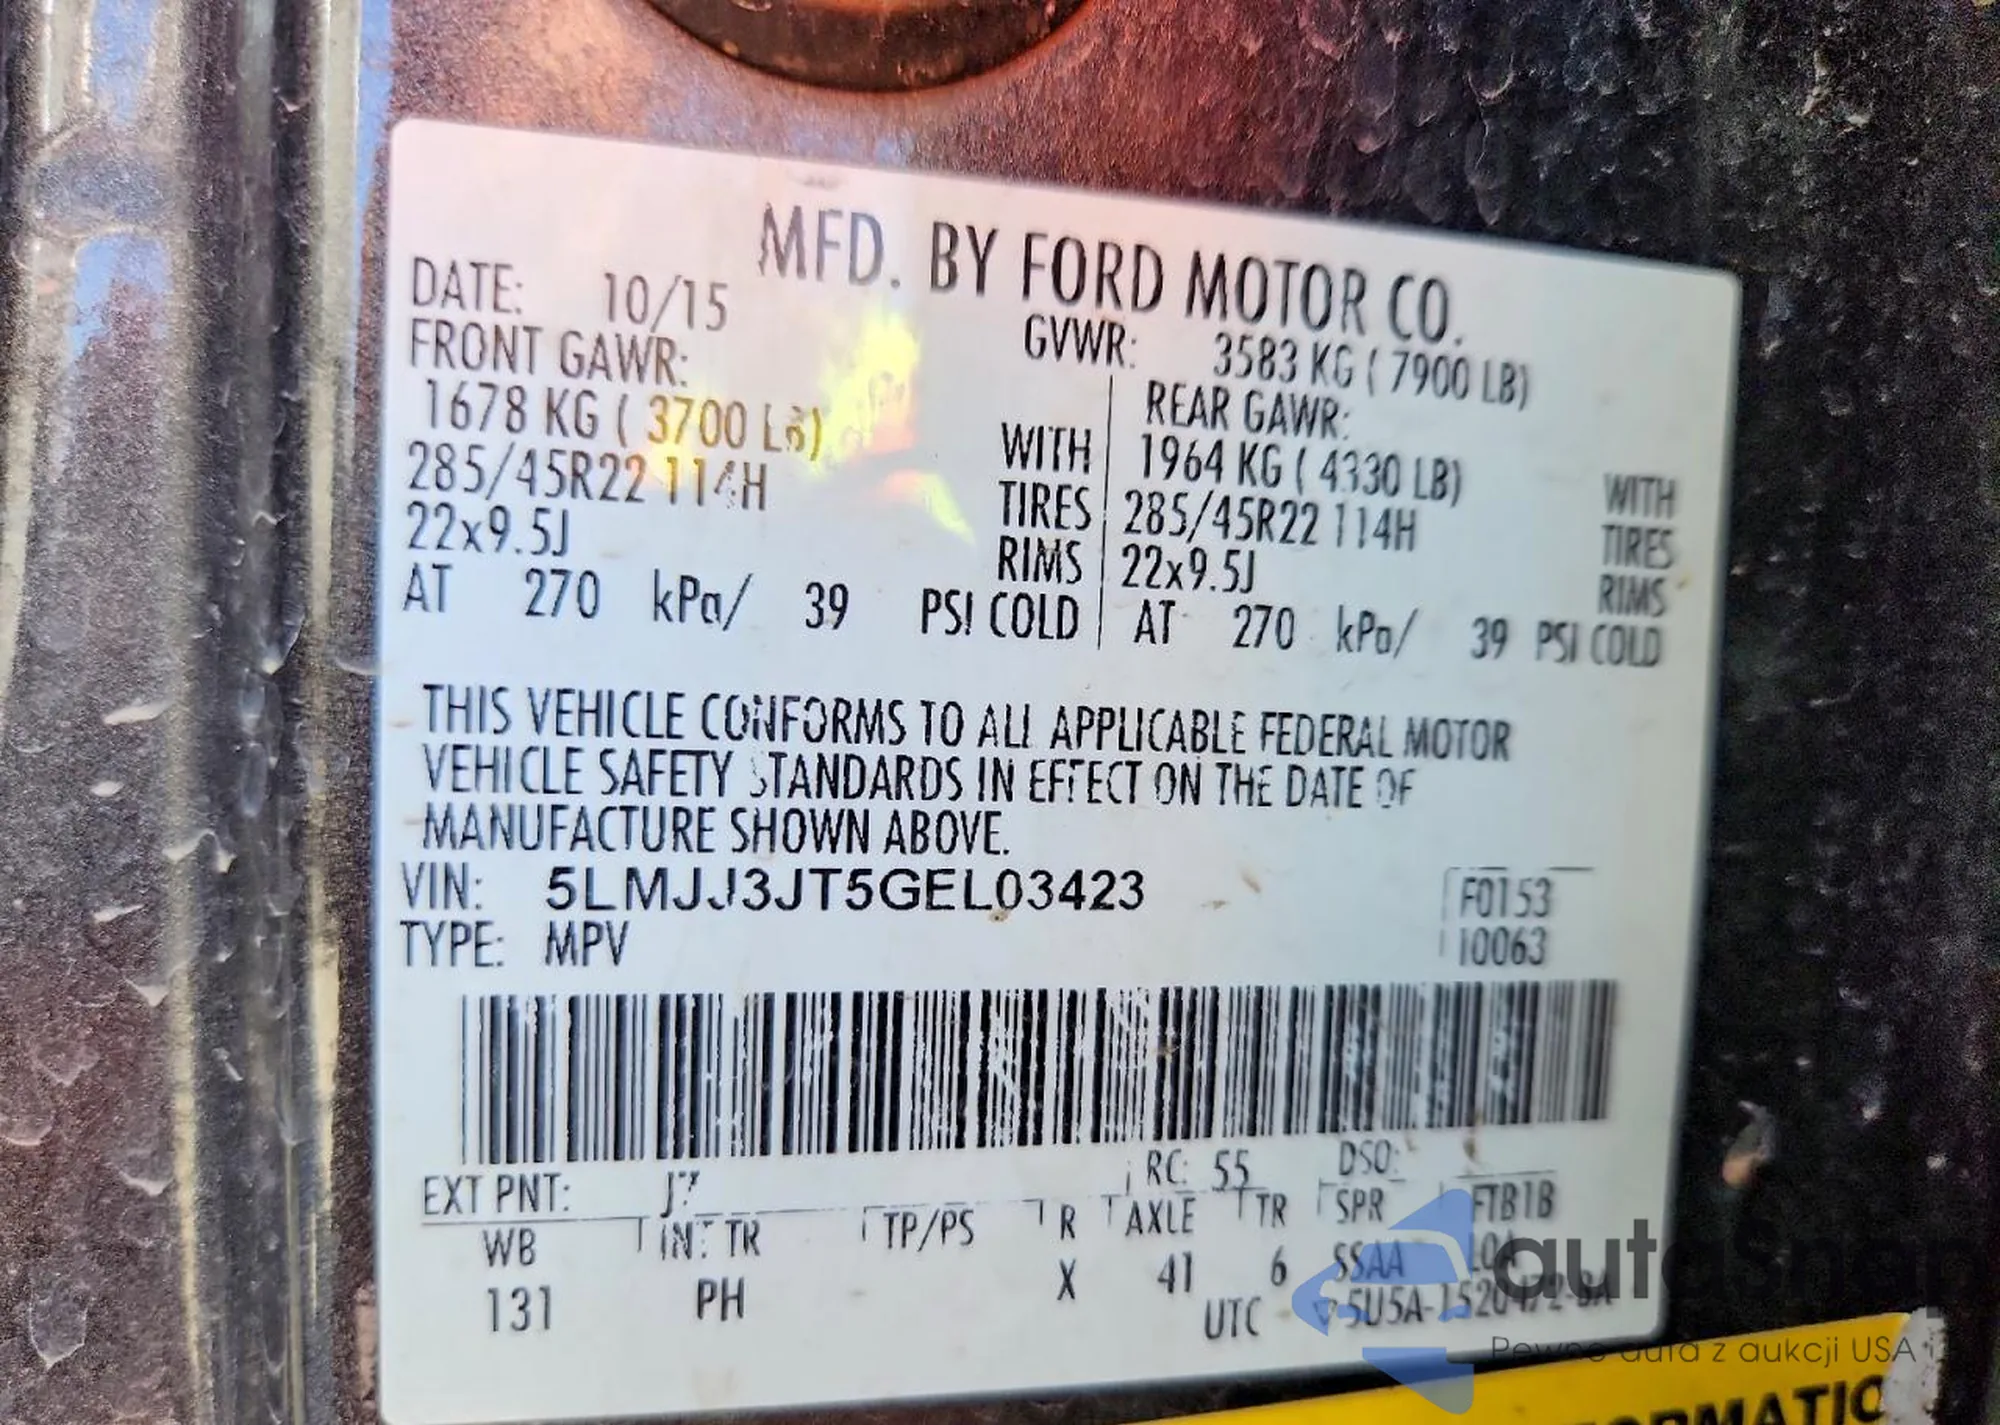 MFD. BY FORD MOTOR CO.
DATE: 10/15
GVWR: 3583 KG ( 7900 LB)
FRONT GAWR:
REAR GAWR:
1678 KG ( 3700 LB) WITH
1964 KG ( 4330 LB) WITH
285/45R22 114H TIRES
285/45R22 114H TIRES
22x9.5J RIMS
22x9.5J RIMS
AT 270 kPa/ 39 PSI COLD
AT 270 kPa/ 39 PSI COLD
THIS VEHICLE CONFORMS TO ALL APPLICABLE FEDERAL MOTOR
VEHICLE SAFETY STANDARDS IN EFFECT ON THE DATE OF
MANUFACTURE SHOWN ABOVE.
VIN: 5LMJJ3JT5GEL03423
F0153
TYPE: MPV
10063
EXT PNT: J7 RC: 55 DSO:
WB INT TR TP/PS R AXLE TR SPR FTB1B
131 PH X 41 6 SSAA
UTC
autaSnap
Pewne auta z aukcji USA